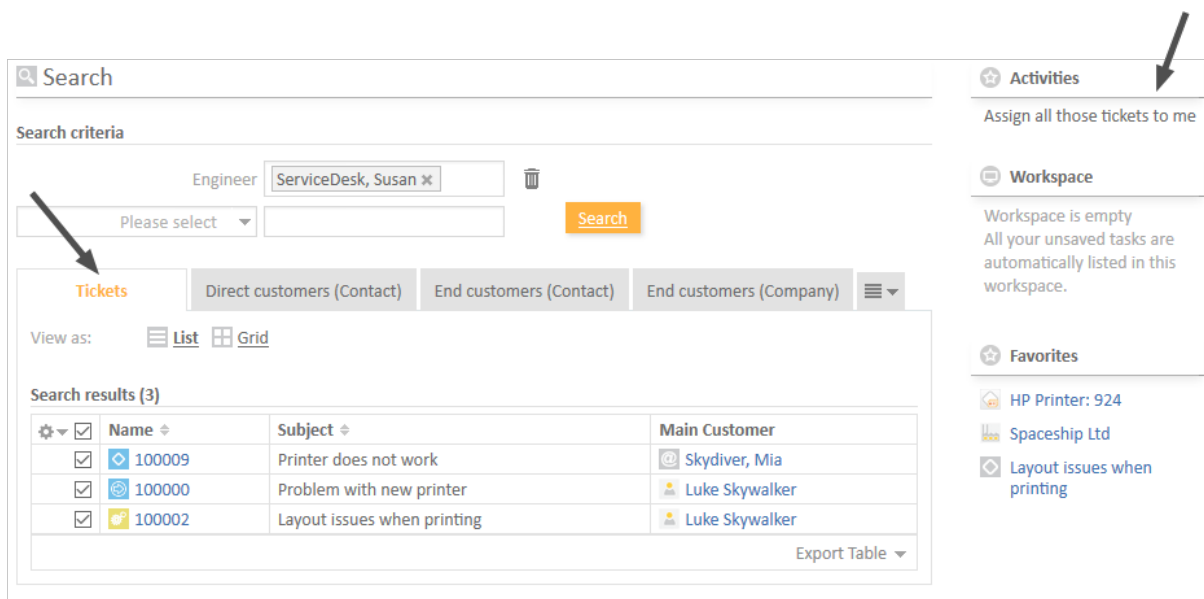 Search
Search criteria
Engineer ServiceDesk, Susan ×
Please select
Search
Tickets Direct customers (Contact) End customers (Contact) End customers (Company)
View as: List Grid
Search results (3)
Name Subject Main Customer
100009 Printer does not work Skydiver, Mia
100000 Problem with new printer Luke Skywalker
100002 Layout issues when printing Luke Skywalker
Export Table
Activities
Assign all those tickets to me
Workspace
Workspace is empty
All your unsaved tasks are
automatically listed in this
workspace.
Favorites
HP Printer: 924
Spaceship Ltd
Layout issues when
printing